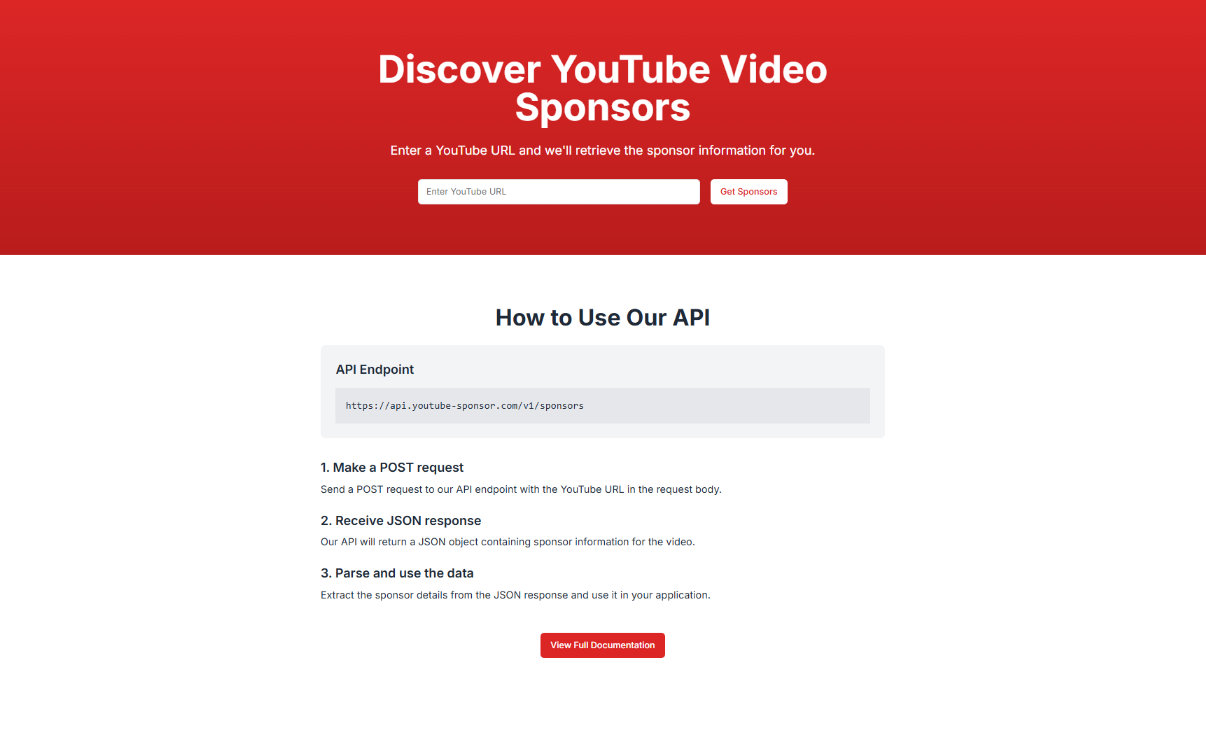 Discover YouTube Video
Sponsors
Enter a YouTube URL and we'll retrieve the sponsor information for you.
Enter YouTube URL
Get Sponsors
How to Use Our API
API Endpoint
https://api.youtube-sponsor.com/v1/sponsors
1. Make a POST request
Send a POST request to our API endpoint with the YouTube URL in the request body.
2. Receive JSON response
Our API will return a JSON object containing sponsor information for the video.
3. Parse and use the data
Extract the sponsor details from the JSON response and use it in your application.
View Full Documentation